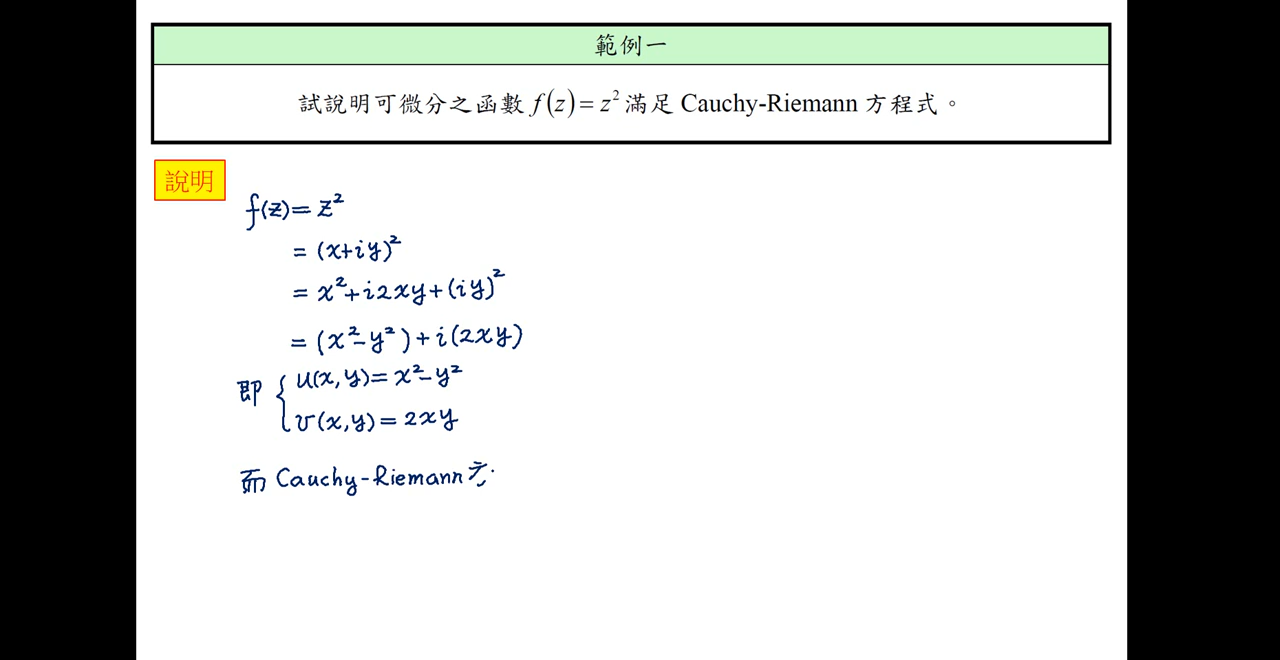 範例一
試說明可微分之函數 f(z) = z² 滿足 Cauchy-Riemann 方程式。
說明
f(z) = z²
= (x+iy)²
= x²+i2xy+(iy)²
= (x²-y²)+i(2xy)
即 { u(x,y) = x²-y²
v(x,y) = 2xy
而 Cauchy-Riemann 方